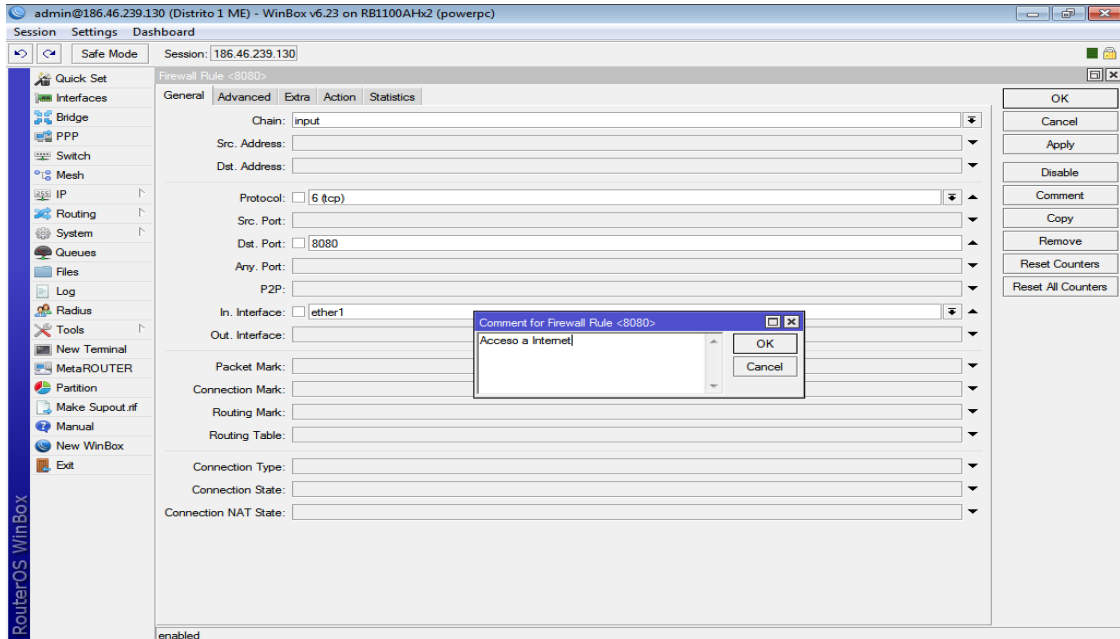 admin@186.46.239.130 (Distrito 1 ME) - WinBox v6.23 on RB1100AHx2 (powerpc)
Session Settings Dashboard
Safe Mode Session: 186.46.239.130
Quick Set
Interfaces
Bridge
PPP
Switch
Mesh
IP
Routing
System
Queues
Files
Log
Radius
Tools
New Terminal
MetaROUTER
Partition
Make Supout.rif
Manual
New WinBox
Exit
RouterOS WinBox
Firewall Rule <8080>
General Advanced Extra Action Statistics
Chain: input
Src. Address:
Dst. Address:
Protocol: 6 (tcp)
Src. Port:
Dst. Port: 8080
Any. Port:
P2P:
In. Interface: ether1
Out. Interface:
Packet Mark:
Connection Mark:
Routing Mark:
Routing Table:
Connection Type:
Connection State:
Connection NAT State:
Comment for Firewall Rule <8080>
Acceso a Internet
OK
Cancel
OK
Cancel
Apply
Disable
Comment
Copy
Remove
Reset Counters
Reset All Counters
enabled